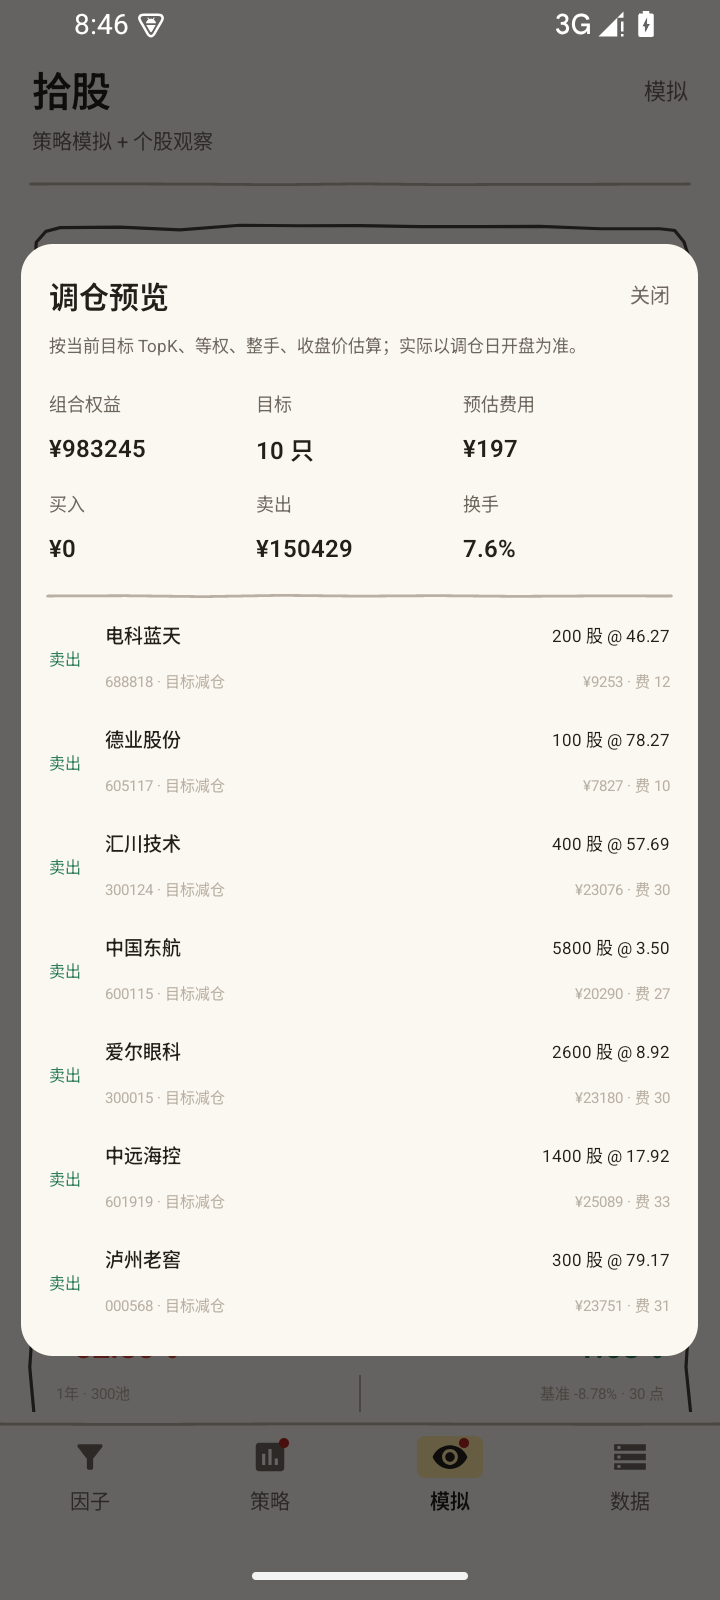 8:46
3G
拾股
模拟
策略模拟 + 个股观察
调仓预览
关闭
按当前目标 TopK、等权、整手、收盘价估算；实际以调仓日开盘为准。
组合权益
目标
预估费用
¥983245
10 只
¥197
买入
卖出
换手
¥0
¥150429
7.6%
卖出
电科蓝天
200 股 @ 46.27
688818 · 目标减仓
¥9253 · 费 12
卖出
德业股份
100 股 @ 78.27
605117 · 目标减仓
¥7827 · 费 10
卖出
汇川技术
400 股 @ 57.69
300124 · 目标减仓
¥23076 · 费 30
卖出
中国东航
5800 股 @ 3.50
600115 · 目标减仓
¥20290 · 费 27
卖出
爱尔眼科
2600 股 @ 8.92
300015 · 目标减仓
¥23180 · 费 30
卖出
中远海控
1400 股 @ 17.92
601919 · 目标减仓
¥25089 · 费 33
卖出
泸州老窖
300 股 @ 79.17
000568 · 目标减仓
¥23751 · 费 31
1年 · 300池
基准 -8.78% · 30 点
因子
策略
模拟
数据